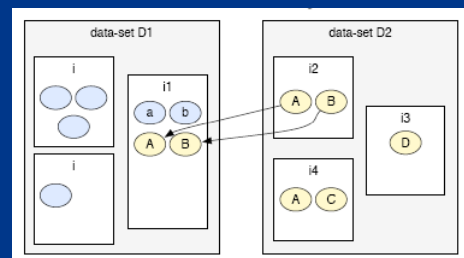 data-set D1
i
i1
a b
A B
i
data-set D2
i2
A B
i3
D
i4
A C